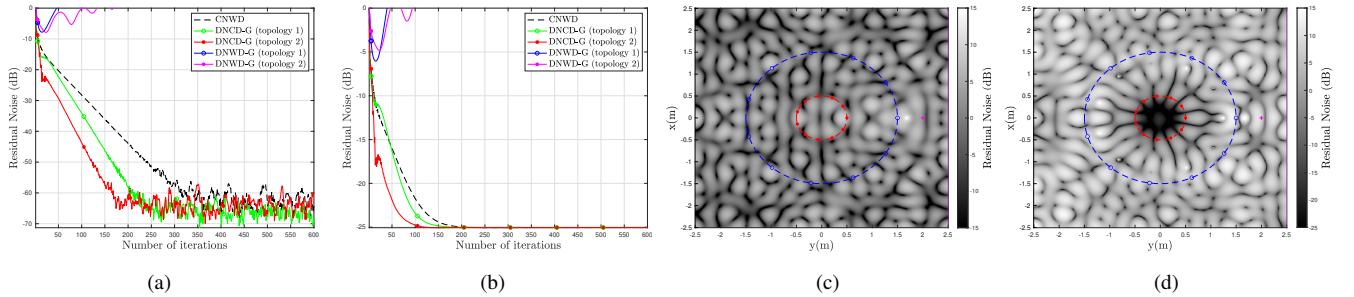 0
-10
-20
-30
-40
-50
-60
-70
Residual Noise (dB)
CNWD
DNCD-G (topology 1)
DNCD-G (topology 2)
DNWD-G (topology 1)
DNWD-G (topology 2)
50 100 150 200 250 300 350 400 450 500 550 600
Number of iterctions
(a)
0
-5
-10
-15
-20
-25
Residual Noise (dB)
CNWD
DNCD-G (topology 1)
DNCD-G (topology 2)
DNWD-G (topology 1)
DNWD-G (topology 2)
50 100 150 200 250 300 350 400 450 500 550 600
Number of iterctions
(b)
2.5
2
1.5
1
0.5
0
-0.5
-1
-1.5
-2
-2.5
x(m)
-2.5 -2 -1.5 -1 -0.5 0 0.5 1 1.5 2 2.5
y(m)
15
10
5
0
-5
-10
-15
Residual Noise (dB)
(c)
2.5
2
1.5
1
0.5
0
-0.5
-1
-1.5
-2
-2.5
x(m)
-2.5 -2 -1.5 -1 -0.5 0 0.5 1 1.5 2 2.5
y(m)
15
10
5
0
-5
-10
-15
-20
-25
Residual Noise (dB)
(d)